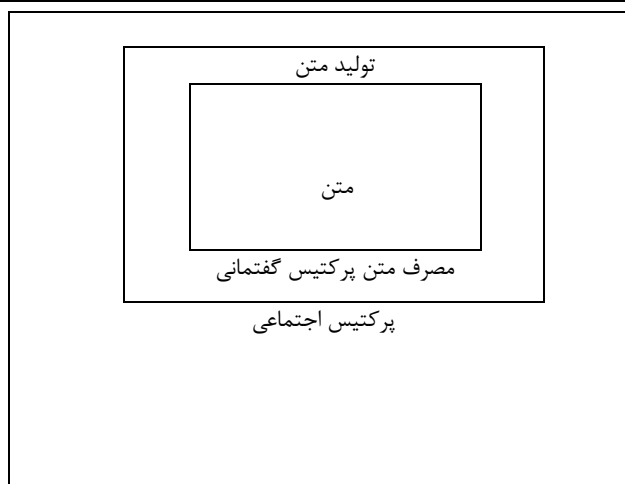 تولید متن
متن
مصرف متن پرکتیس گفتمانی
پرکتیس اجتماعی